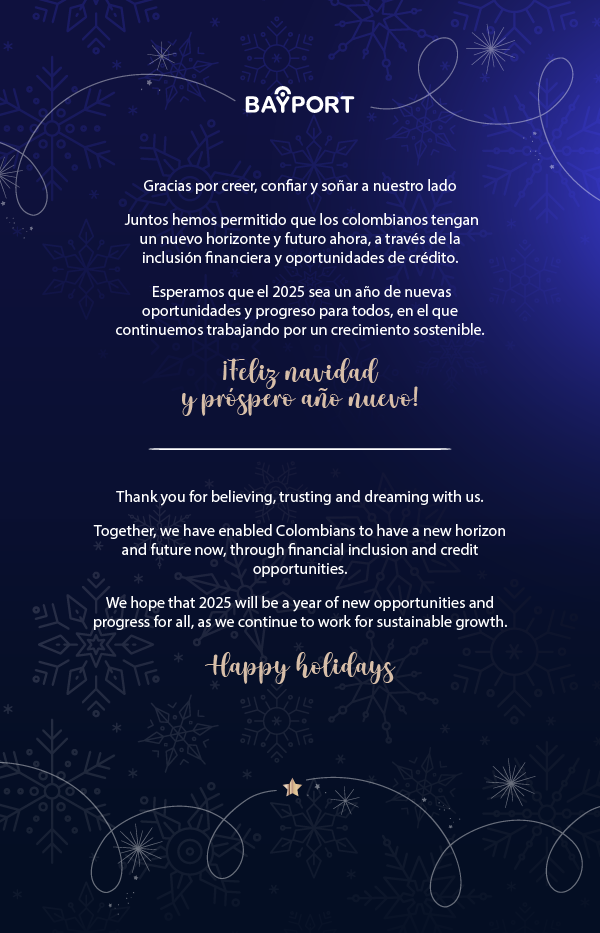 BAYPORT
Gracias por creer, confiar y soñar a nuestro lado
Juntos hemos permitido que los colombianos tengan
un nuevo horizonte y futuro ahora, a través de la
inclusión financiera y oportunidades de crédito.
Esperamos que el 2025 sea un año de nuevas
oportunidades y progreso para todos, en el que
continuemos trabajando por un crecimiento sostenible.
¡Feliz navidad
y próspero año nuevo!
Thank you for believing, trusting and dreaming with us.
Together, we have enabled Colombians to have a new horizon
and future now, through financial inclusion and credit
opportunities.
We hope that 2025 will be a year of new opportunities and
progress for all, as we continue to work for sustainable growth.
Happy holidays